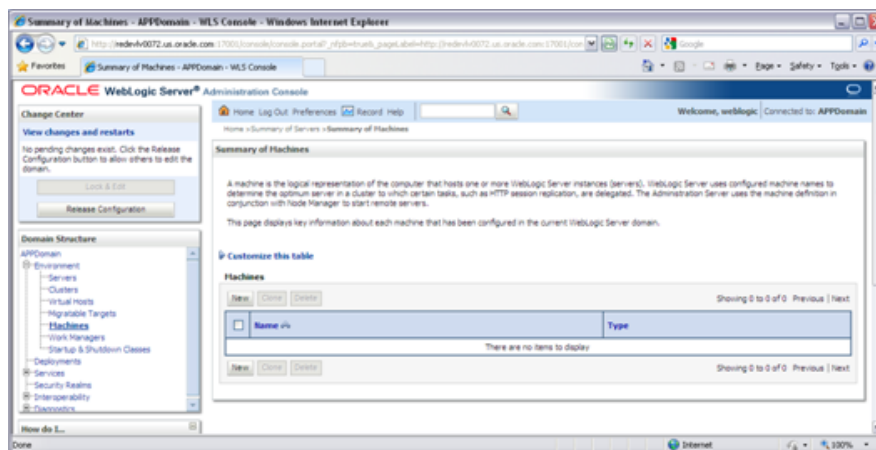 Summary of Machines - APPDomain - WLS Console - Windows Internet Explorer
Google
Favorites
Summary of Machines - APPDomain - WLS Console
Page
Safety
Tools
ORACLE WebLogic Server® Administration Console
Change Center
View changes and restarts
No pending changes exist. Click the Release
Configuration button to allow others to edit the
domain.
Lock & Edit
Release Configuration
Domain Structure
APPDomain
Environment
Servers
Clusters
Virtual Hosts
Migratable Targets
Machines
Work Managers
Startup & Shutdown Classes
Deployments
Services
Security Realms
Interoperability
Diagnostics
How do I...
Home Log Out Preferences Record Help
Welcome, weblogic Connected to: APPDomain
Home >Summary of Servers >Summary of Machines
Summary of Machines
A machine is the logical representation of the computer that hosts one or more WebLogic Server instances (servers). WebLogic Server uses configured machine names to
determine the optimum server in a cluster to which certain tasks, such as HTTP session replication, are delegated. The Administration Server uses the machine definition in
conjunction with Node Manager to start remote servers.
This page displays key information about each machine that has been configured in the current WebLogic Server domain.
Customize this table
Machines
New Clone Delete
Showing 0 to 0 of 0 Previous | Next
Name Type
There are no items to display
New Clone Delete
Showing 0 to 0 of 0 Previous | Next
Done
Internet
100%